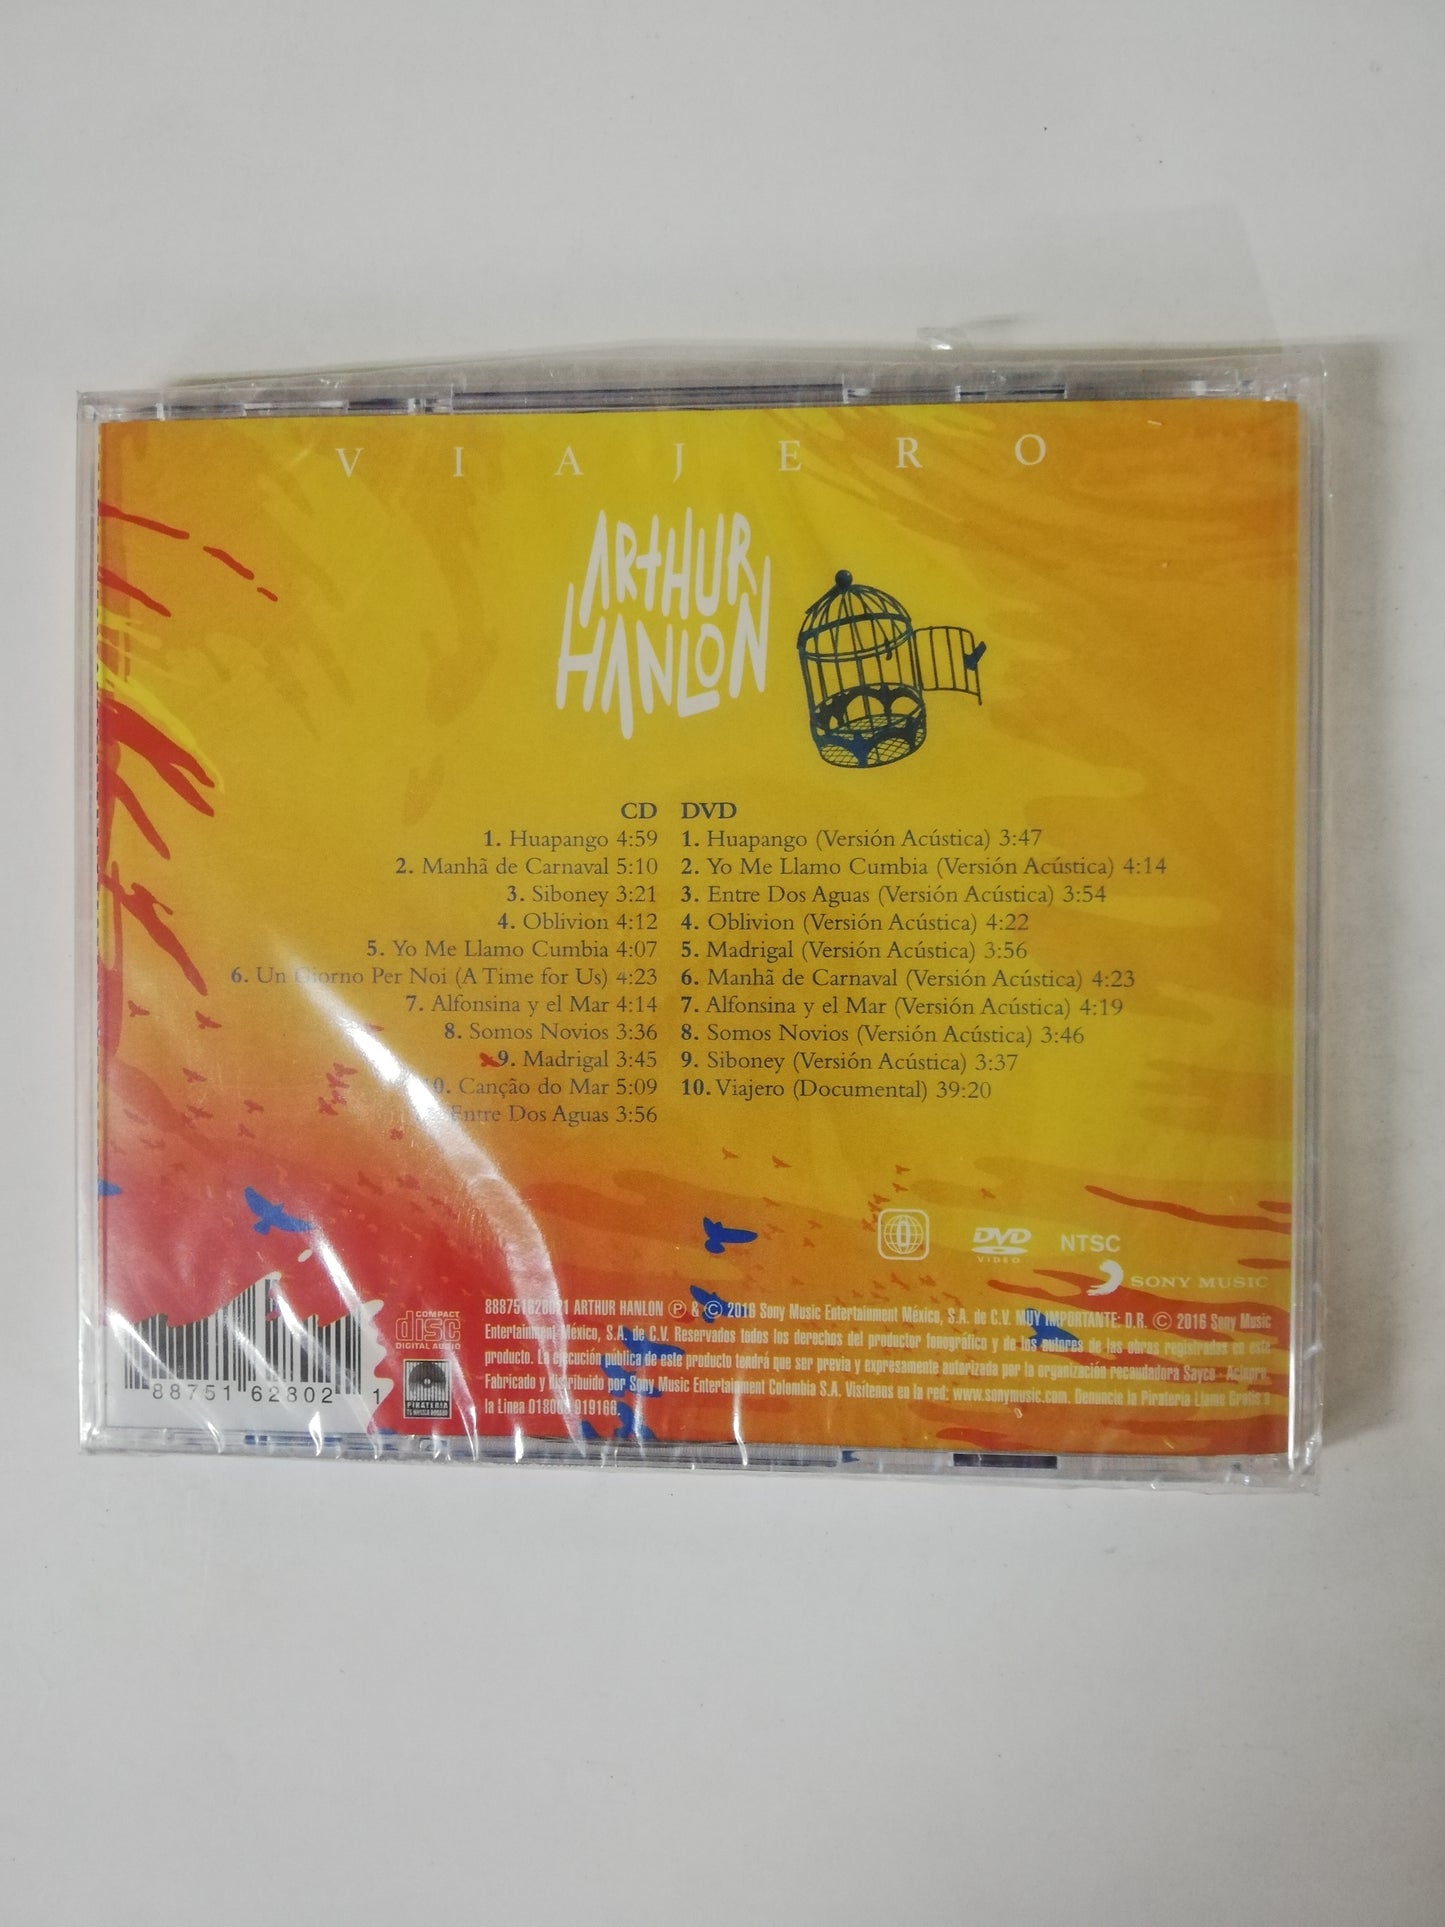 VIAJERO
ARTHUR
HANLON
CD
1. Huapango 4:59
2. Manhã de Carnaval 5:10
3. Siboney 3:21
4. Oblivion 4:12
5. Yo Me Llamo Cumbia 4:07
6. Un Giorno Per Noi (A Time for Us) 4:23
7. Alfonsina y el Mar 4:14
8. Somos Novios 3:36
9. Madrigal 3:45
10. Canção do Mar 5:09
Entre Dos Aguas 3:56
DVD
1. Huapango (Versión Acústica) 3:47
2. Yo Me Llamo Cumbia (Versión Acústica) 4:14
3. Entre Dos Aguas (Versión Acústica) 3:54
4. Oblivion (Versión Acústica) 4:22
5. Madrigal (Versión Acústica) 3:56
6. Manhã de Carnaval (Versión Acústica) 4:23
7. Alfonsina y el Mar (Versión Acústica) 4:19
8. Somos Novios (Versión Acústica) 3:46
9. Siboney (Versión Acústica) 3:37
10. Viajero (Documental) 39:20
0
DVD
VIDEO
NTSC
SONY MUSIC
88751 62802 1
COMPACT
disc
DIGITAL AUDIO
PIRATERIA
888751628021 ARTHUR HANLON Ⓟ & © 2016 Sony Music Entertainment México, S.A. de C.V. MUY IMPORTANTE: D.R. © 2016 Sony Music
Entertainment México, S.A. de C.V. Reservados todos los derechos del productor fonográfico y de los autores de las obras registradas en este
producto. La ejecución pública de este producto tendrá que ser previa y expresamente autorizada por la organización recaudadora Sayco - Acinpro.
Fabricado y distribuido por Sony Music Entertainment Colombia S.A. Visítenos en la red: www.sonymusic.com. Denuncie la Piratería Llame Gratis a
la Línea 919166.